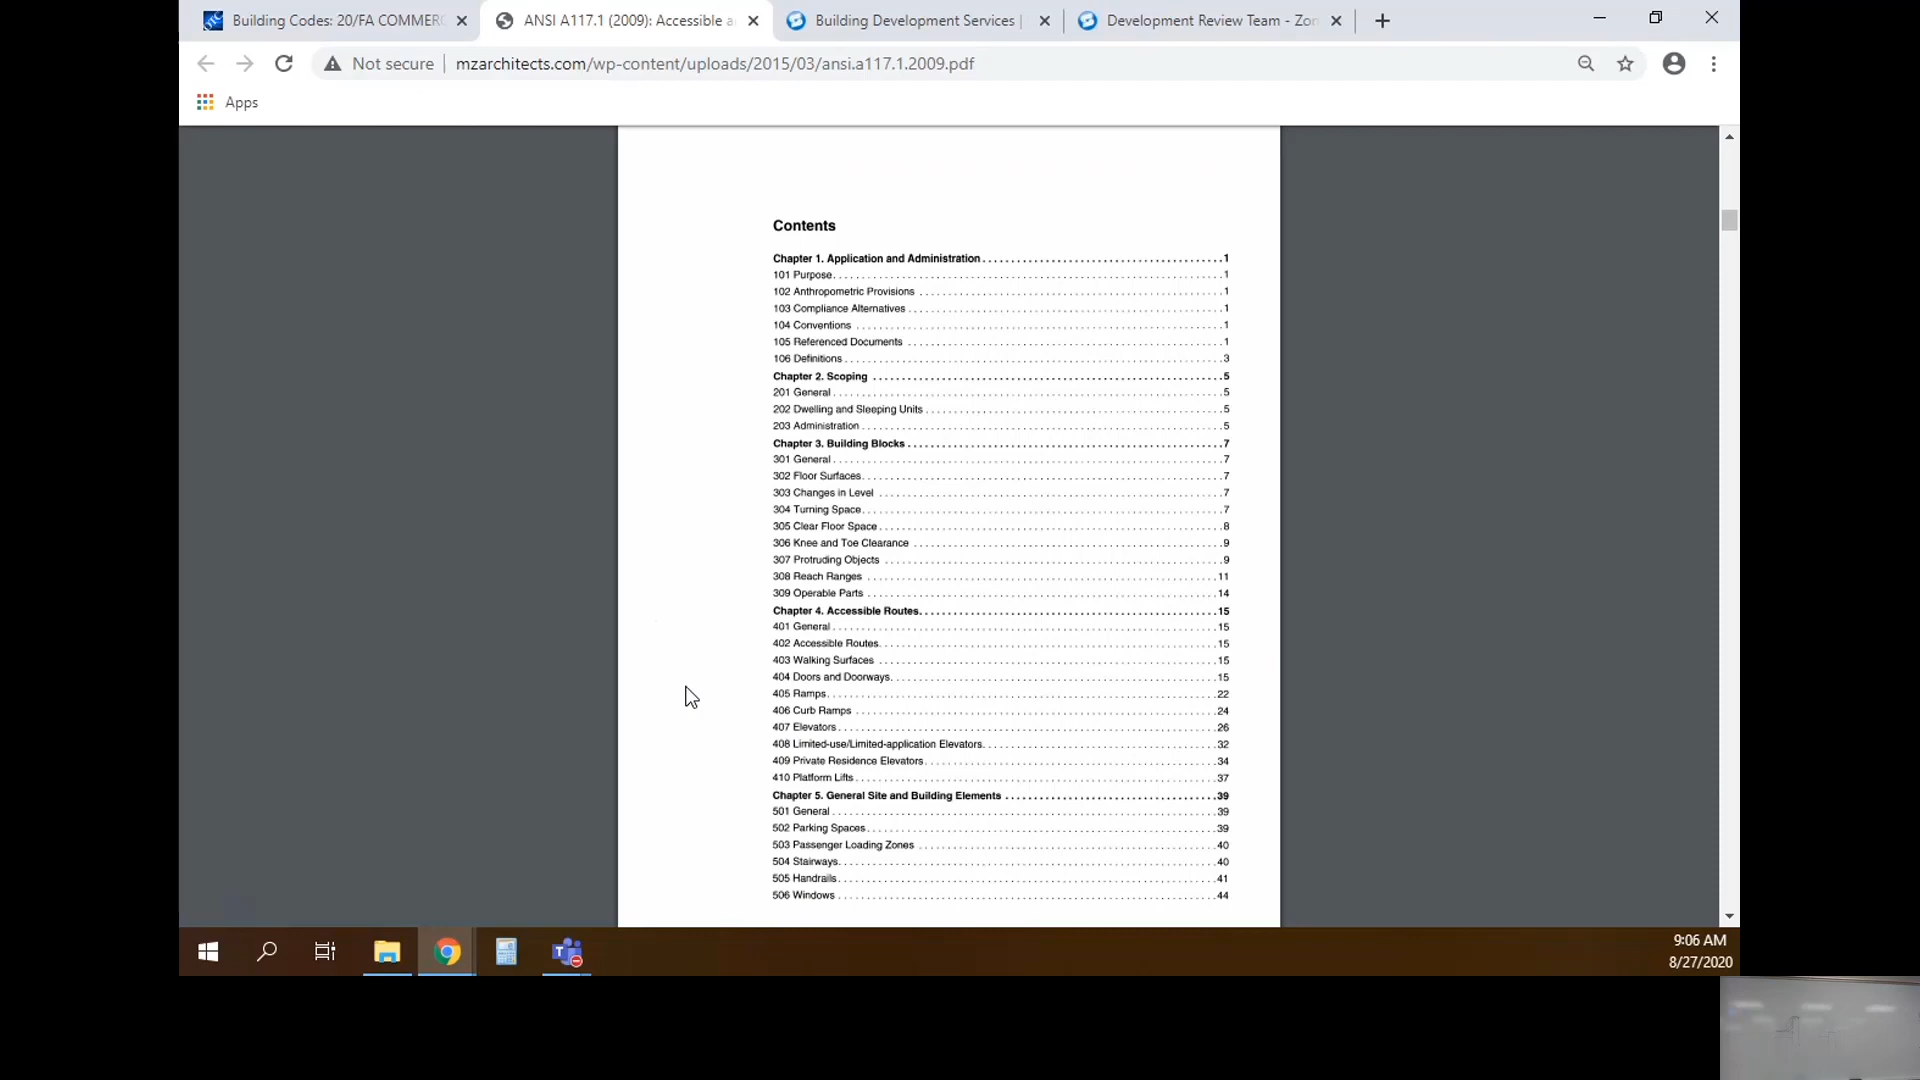 Building Codes: 20/FA COMMERC
ANSI A117.1 (2009): Accessible a
Building Development Services |
Development Review Team - Zon
Not secure
mzarchitects.com/wp-content/uploads/2015/03/ansi.a117.1.2009.pdf
Apps
Contents
Chapter 1. Application and Administration 1
101 Purpose 1
102 Anthropometric Provisions 1
103 Compliance Alternatives 1
104 Conventions 1
105 Referenced Documents 1
106 Definitions 3
Chapter 2. Scoping 5
201 General 5
202 Dwelling and Sleeping Units 5
203 Administration 5
Chapter 3. Building Blocks 7
301 General 7
302 Floor Surfaces 7
303 Changes in Level 7
304 Turning Space 7
305 Clear Floor Space 8
306 Knee and Toe Clearance 9
307 Protruding Objects 9
308 Reach Ranges 11
309 Operable Parts 14
Chapter 4. Accessible Routes 15
401 General 15
402 Accessible Routes 15
403 Walking Surfaces 15
404 Doors and Doorways 15
405 Ramps 22
406 Curb Ramps 24
407 Elevators 26
408 Limited-use/Limited-application Elevators 32
409 Private Residence Elevators 34
410 Platform Lifts 37
Chapter 5. General Site and Building Elements 39
501 General 39
502 Parking Spaces 39
503 Passenger Loading Zones 40
504 Stairways 40
505 Handrails 41
506 Windows 44
9:06 AM
8/27/2020